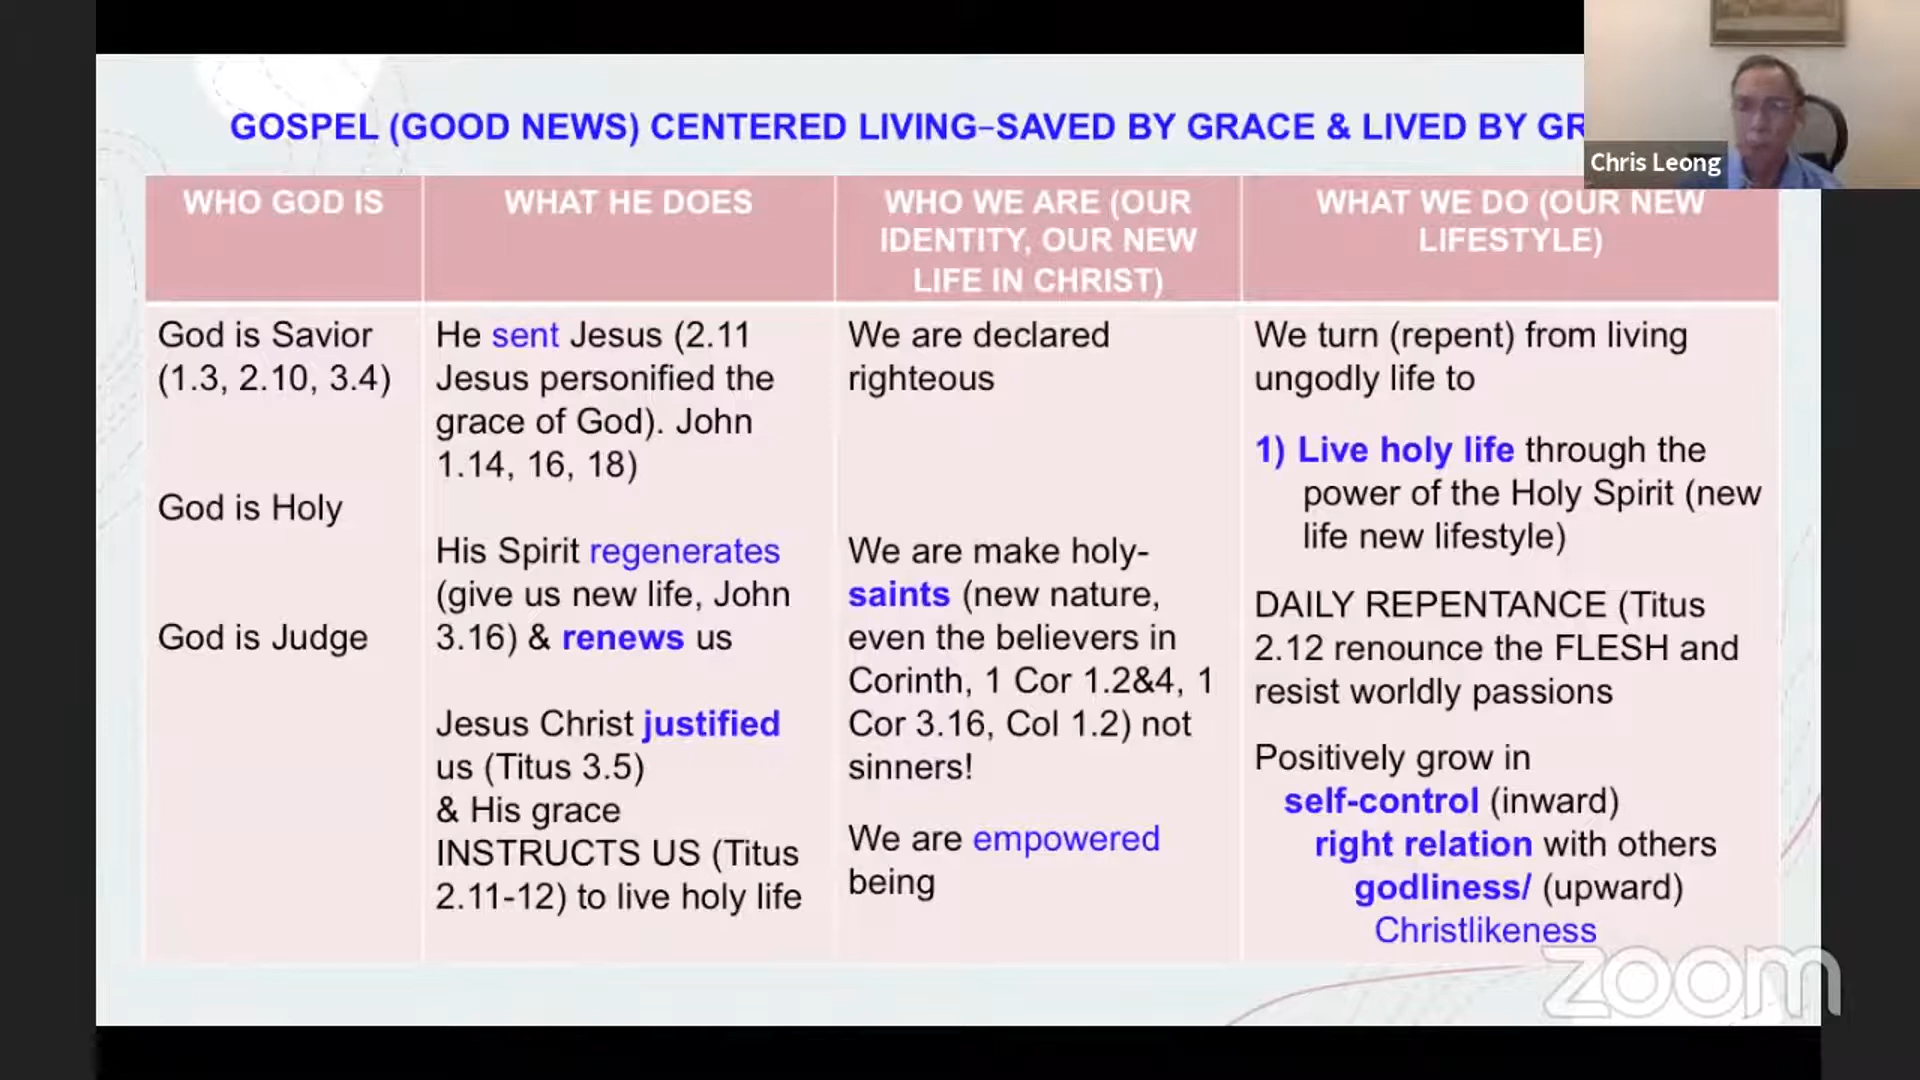 GOSPEL (GOOD NEWS) CENTERED LIVING–SAVED BY GRACE & LIVED BY GR
Chris Leong
WHO GOD IS
WHAT HE DOES
WHO WE ARE (OUR
IDENTITY, OUR NEW
LIFE IN CHRIST)
WHAT WE DO (OUR NEW
LIFESTYLE)
God is Savior
(1.3, 2.10, 3.4)
God is Holy
God is Judge
He sent Jesus (2.11
Jesus personified the
grace of God). John
1.14, 16, 18)
His Spirit regenerates
(give us new life, John
3.16) & renews us
Jesus Christ justified
us (Titus 3.5)
& His grace
INSTRUCTS US (Titus
2.11-12) to live holy life
We are declared
righteous
We are make holy-
saints (new nature,
even the believers in
Corinth, 1 Cor 1.2&4, 1
Cor 3.16, Col 1.2) not
sinners!
We are empowered
being
We turn (repent) from living
ungodly life to
1) Live holy life through the
power of the Holy Spirit (new
life new lifestyle)
DAILY REPENTANCE (Titus
2.12 renounce the FLESH and
resist worldly passions
Positively grow in
self-control (inward)
right relation with others
godliness/ (upward)
Christlikeness
zoom